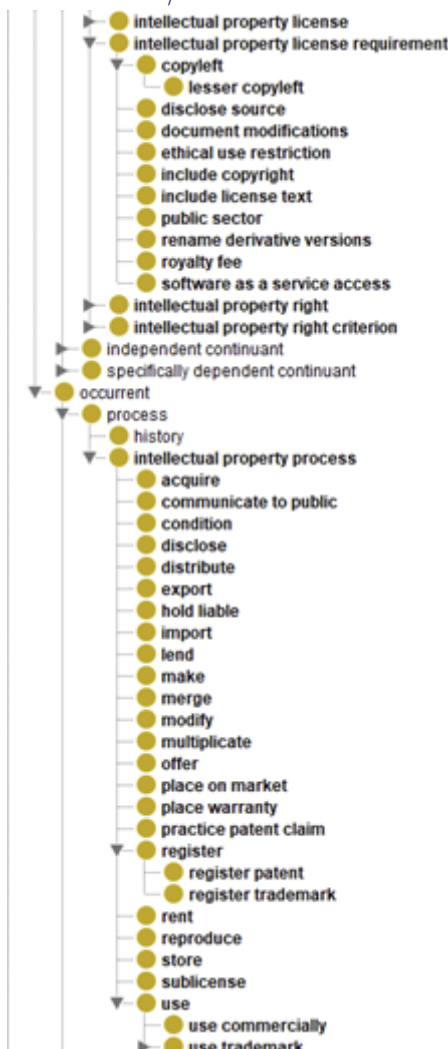 intellectual property license
intellectual property license requirement
copyleft
lesser copyleft
disclose source
document modifications
ethical use restriction
include copyright
include license text
public sector
rename derivative versions
royalty fee
software as a service access
intellectual property right
intellectual property right criterion
independent continuant
specifically dependent continuant
occurrent
process
history
intellectual property process
acquire
communicate to public
condition
disclose
distribute
export
hold liable
import
lend
make
merge
modify
multiplicate
offer
place on market
place warranty
practice patent claim
register
register patent
register trademark
rent
reproduce
store
sublicense
use
use commercially
use trademark